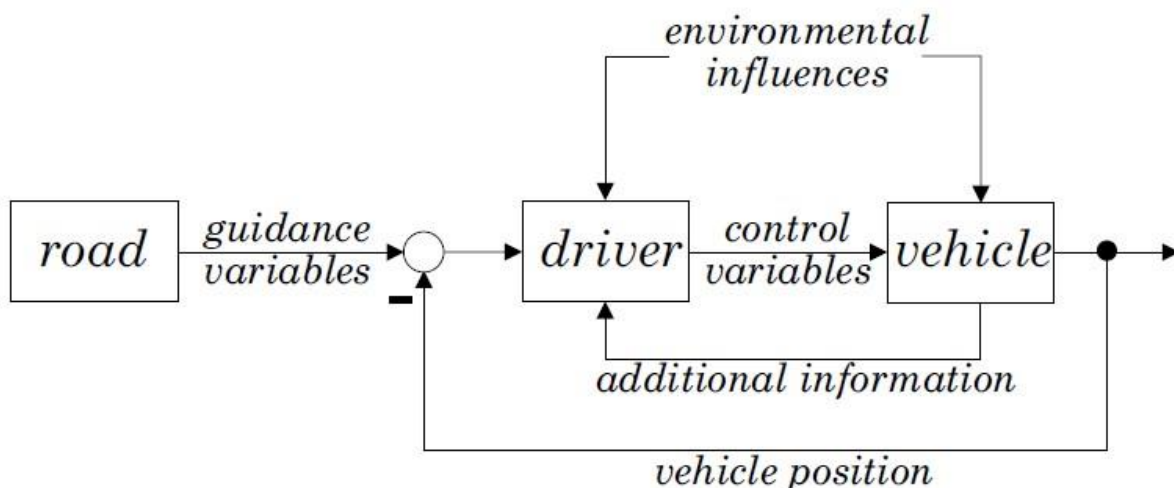 environmental
influences
road
guidance
variables
driver
control
variables
vehicle
additional information
vehicle position